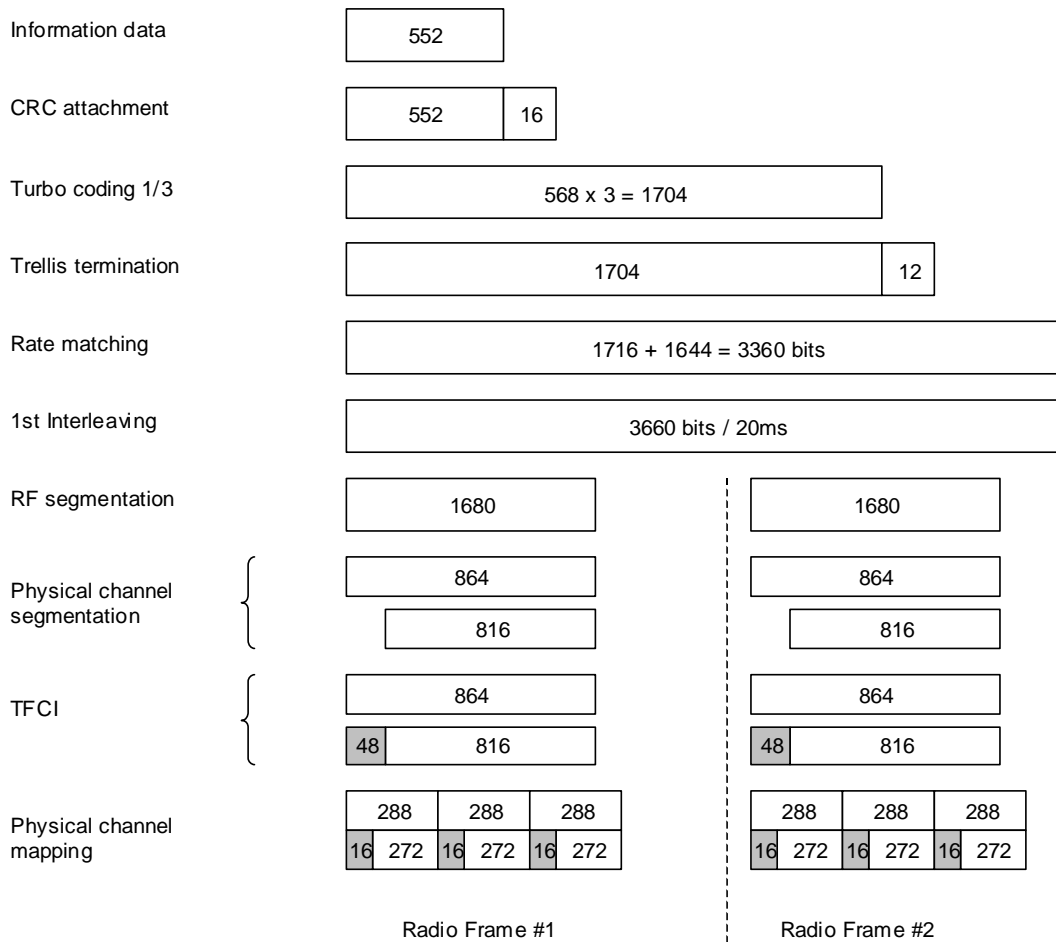 Information data
552
CRC attachment
552 16
Turbo coding 1/3
568 x 3 = 1704
Trellis termination
1704 12
Rate matching
1716 + 1644 = 3360 bits
1st Interleaving
3660 bits / 20ms
RF segmentation
1680 1680
Physical channel
segmentation
864 864
816 816
TFCI
864 864
48 816 48 816
Physical channel
mapping
288 288 288 288 288 288
16 272 16 272 16 272 16 272 16 272 16 272
Radio Frame #1 Radio Frame #2